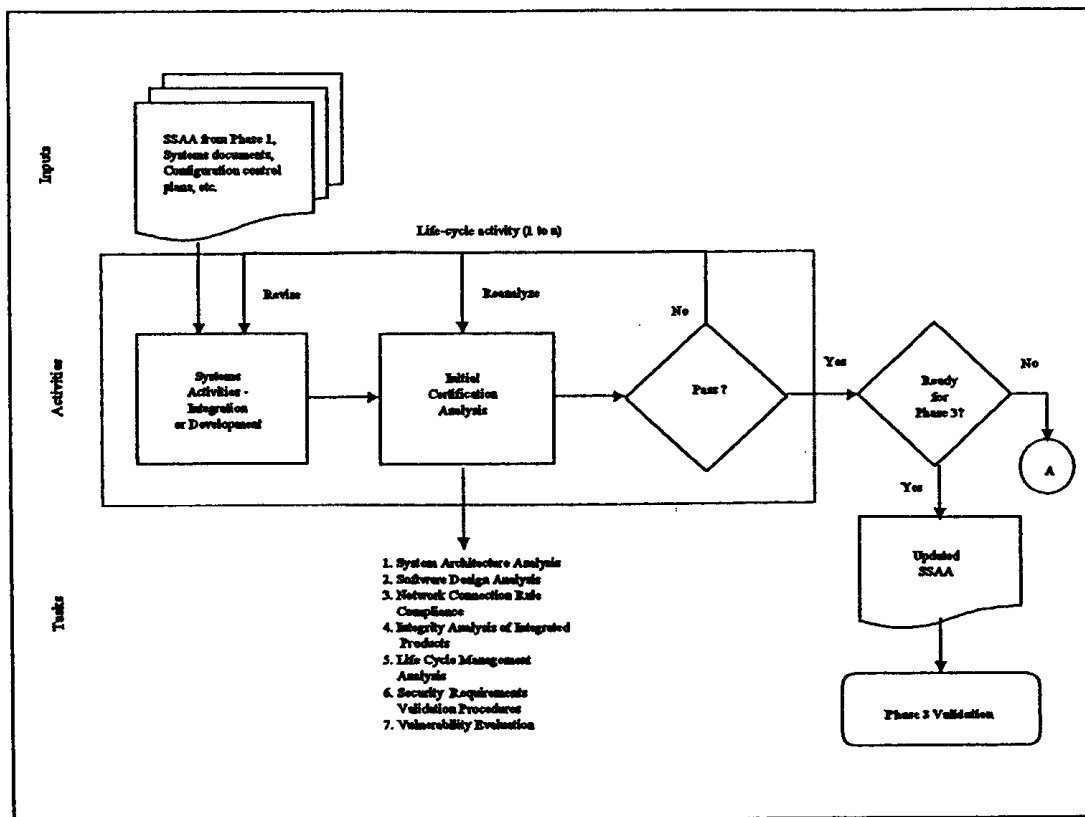 Inputs
SSAA from Phase 1,
Systems documents,
Configuration control
plans, etc.
Life-cycle activity (1 to n)
Revise
Reanalyze
No
Activities
Systems
Activities -
Integration
or Development
Initial
Certification
Analysis
Pass ?
Yes
Ready
for
Phase 3?
No
A
Yes
Updated
SSAA
Tasks
1. System Architecture Analysis
2. Software Design Analysis
3. Network Connection Rule
Compliance
4. Integrity Analysis of Integrated
Products
5. Life Cycle Management
Analysis
6. Security Requirements
Validation Procedures
7. Vulnerability Evaluation
Phase 3 Validation